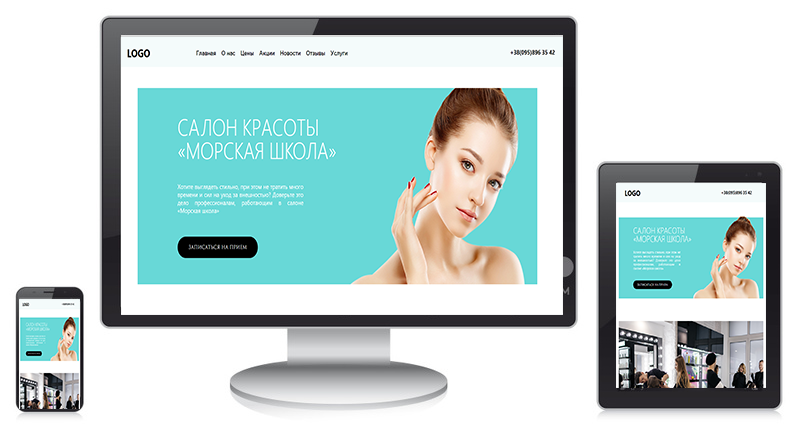 LOGO
Главная О нас Цены Акции Новости Отзывы Услуги
+38(095)896 35 42
САЛОН КРАСОТЫ
«МОРСКАЯ ШКОЛА»
Хотите выглядеть стильно, при этом не тратить много
времени и сил на уход за внешностью? Доверьте это
дело профессионалам, работающим в салоне
«Морская школа»
ЗАПИСАТЬСЯ НА ПРИЕМ
LOGO
+38(095)896 35 42
САЛОН КРАСОТЫ
«МОРСКАЯ ШКОЛА»
ЗАПИСАТЬСЯ НА ПРИЕМ
LOGO
САЛОН КРАСОТЫ
«МОРСКАЯ ШКОЛА»